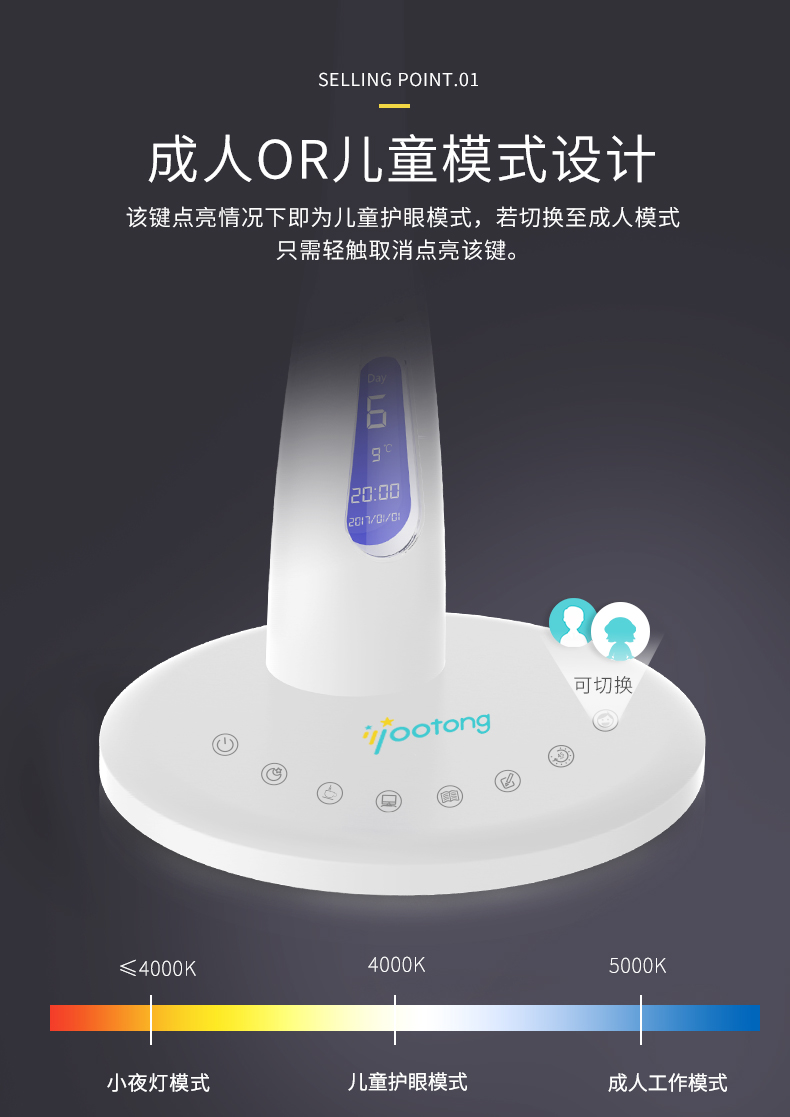 SELLING POINT.01
成人OR儿童模式设计
该键点亮情况下即为儿童护眼模式，若切换至成人模式
只需轻触取消点亮该键。
Day
6
9℃
20:00
2017/01/01
可切换
yootong
≤4000K
4000K
5000K
小夜灯模式
儿童护眼模式
成人工作模式